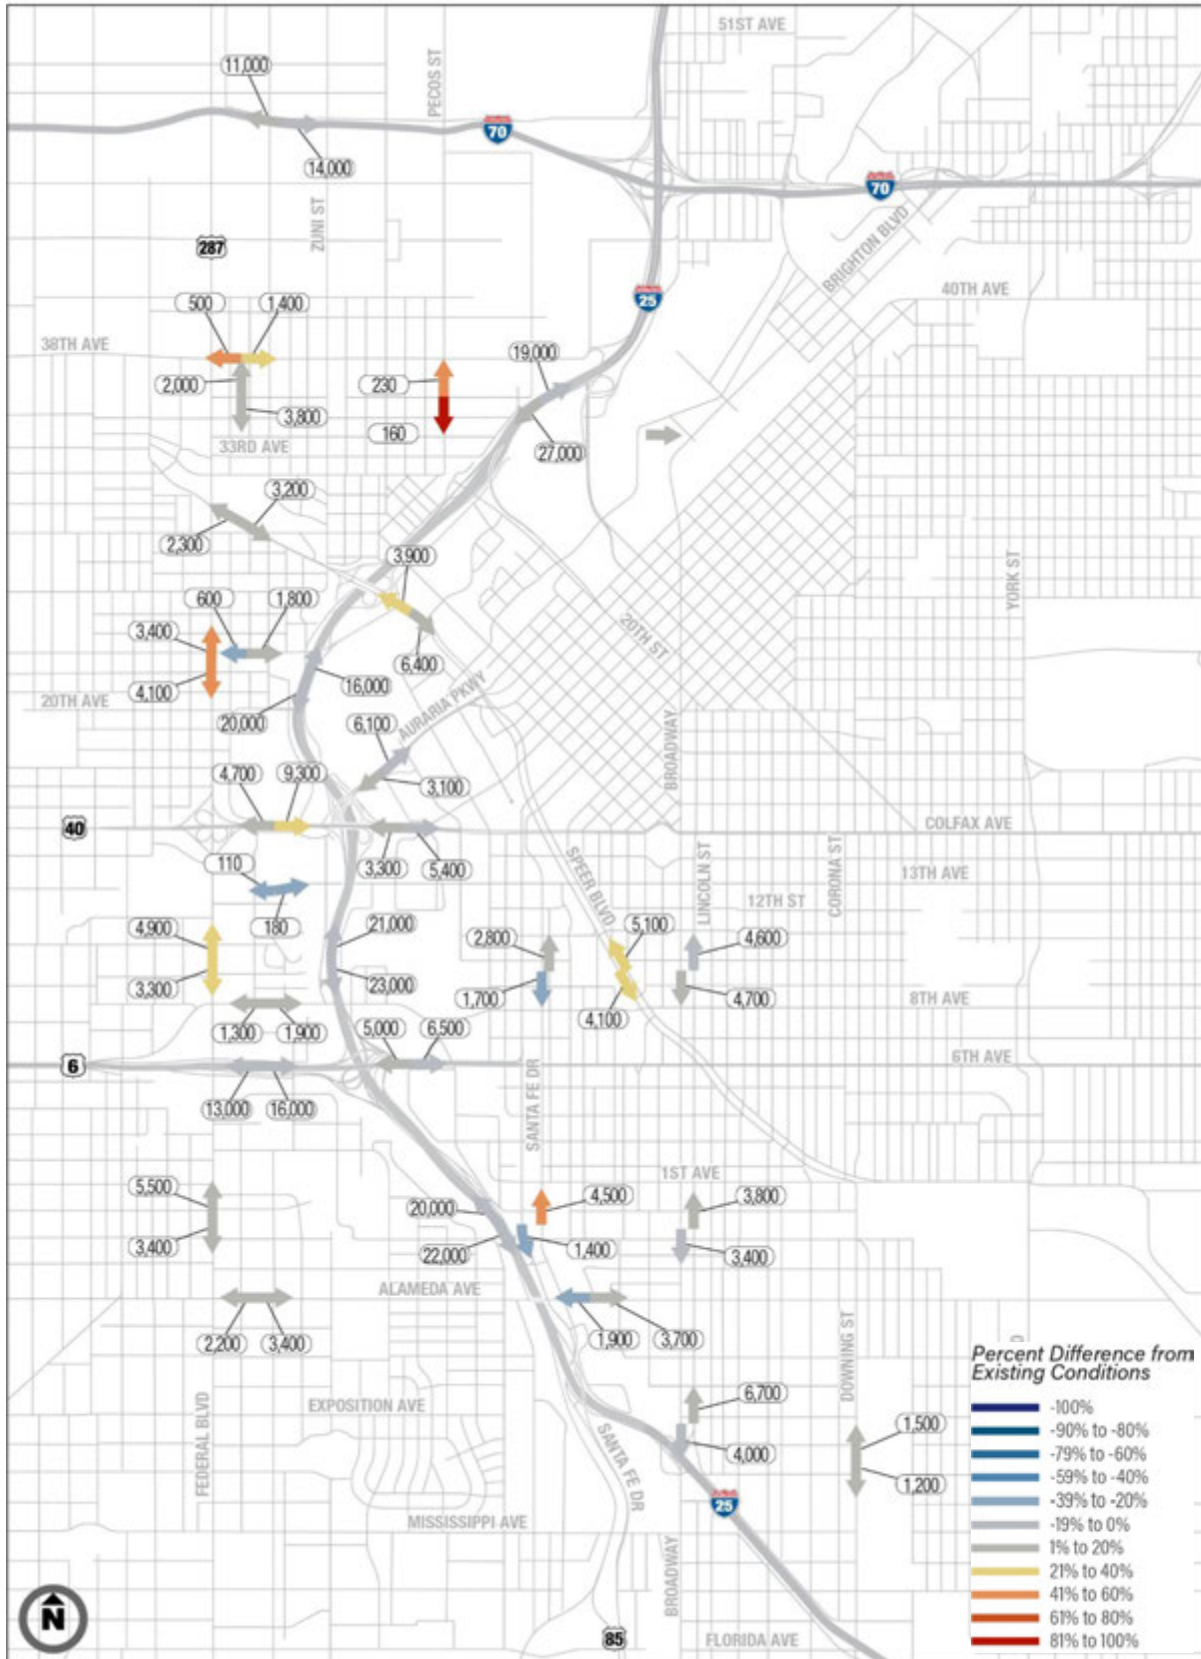 51ST AVE
11,000
PECOS ST
70
14,000
70
ZUNI ST
BRIGHTON BLVD
287
40TH AVE
25
500
1,400
38TH AVE
19,000
2,000
230
3,800
160
33RD AVE
27,000
3,200
2,300
3,900
YORK ST
600
1,800
20TH ST
3,400
6,400
4,100
16,000
20TH AVE
20,000
AURARIA PKWY
6,100
BROADWAY
4,700
9,300
3,100
40
COLFAX AVE
3,300
5,400
SPEER BLVD
LINCOLN ST
CORONA ST
13TH AVE
110
12TH ST
180
4,900
21,000
2,800
5,100
4,600
3,300
23,000
1,700
4,700
8TH AVE
4,100
1,300
1,900
5,000
6,500
6
6TH AVE
13,000
16,000
SANTA FE DR
1ST AVE
5,500
20,000
4,500
3,800
3,400
22,000
1,400
3,400
ALAMEDA AVE
2,200
3,400
1,900
3,700
DOWNING ST
D
Percent Difference from
Existing Conditions
-100%
-90% to -80%
-79% to -60%
-59% to -40%
-39% to -20%
-19% to 0%
1% to 20%
21% to 40%
41% to 60%
61% to 80%
81% to 100%
6,700
EXPOSITION AVE
1,500
FEDERAL BLVD
4,000
SANTA FE DR
1,200
25
MISSISSIPPI AVE
BROADWAY
N
85
FLORIDA AVE